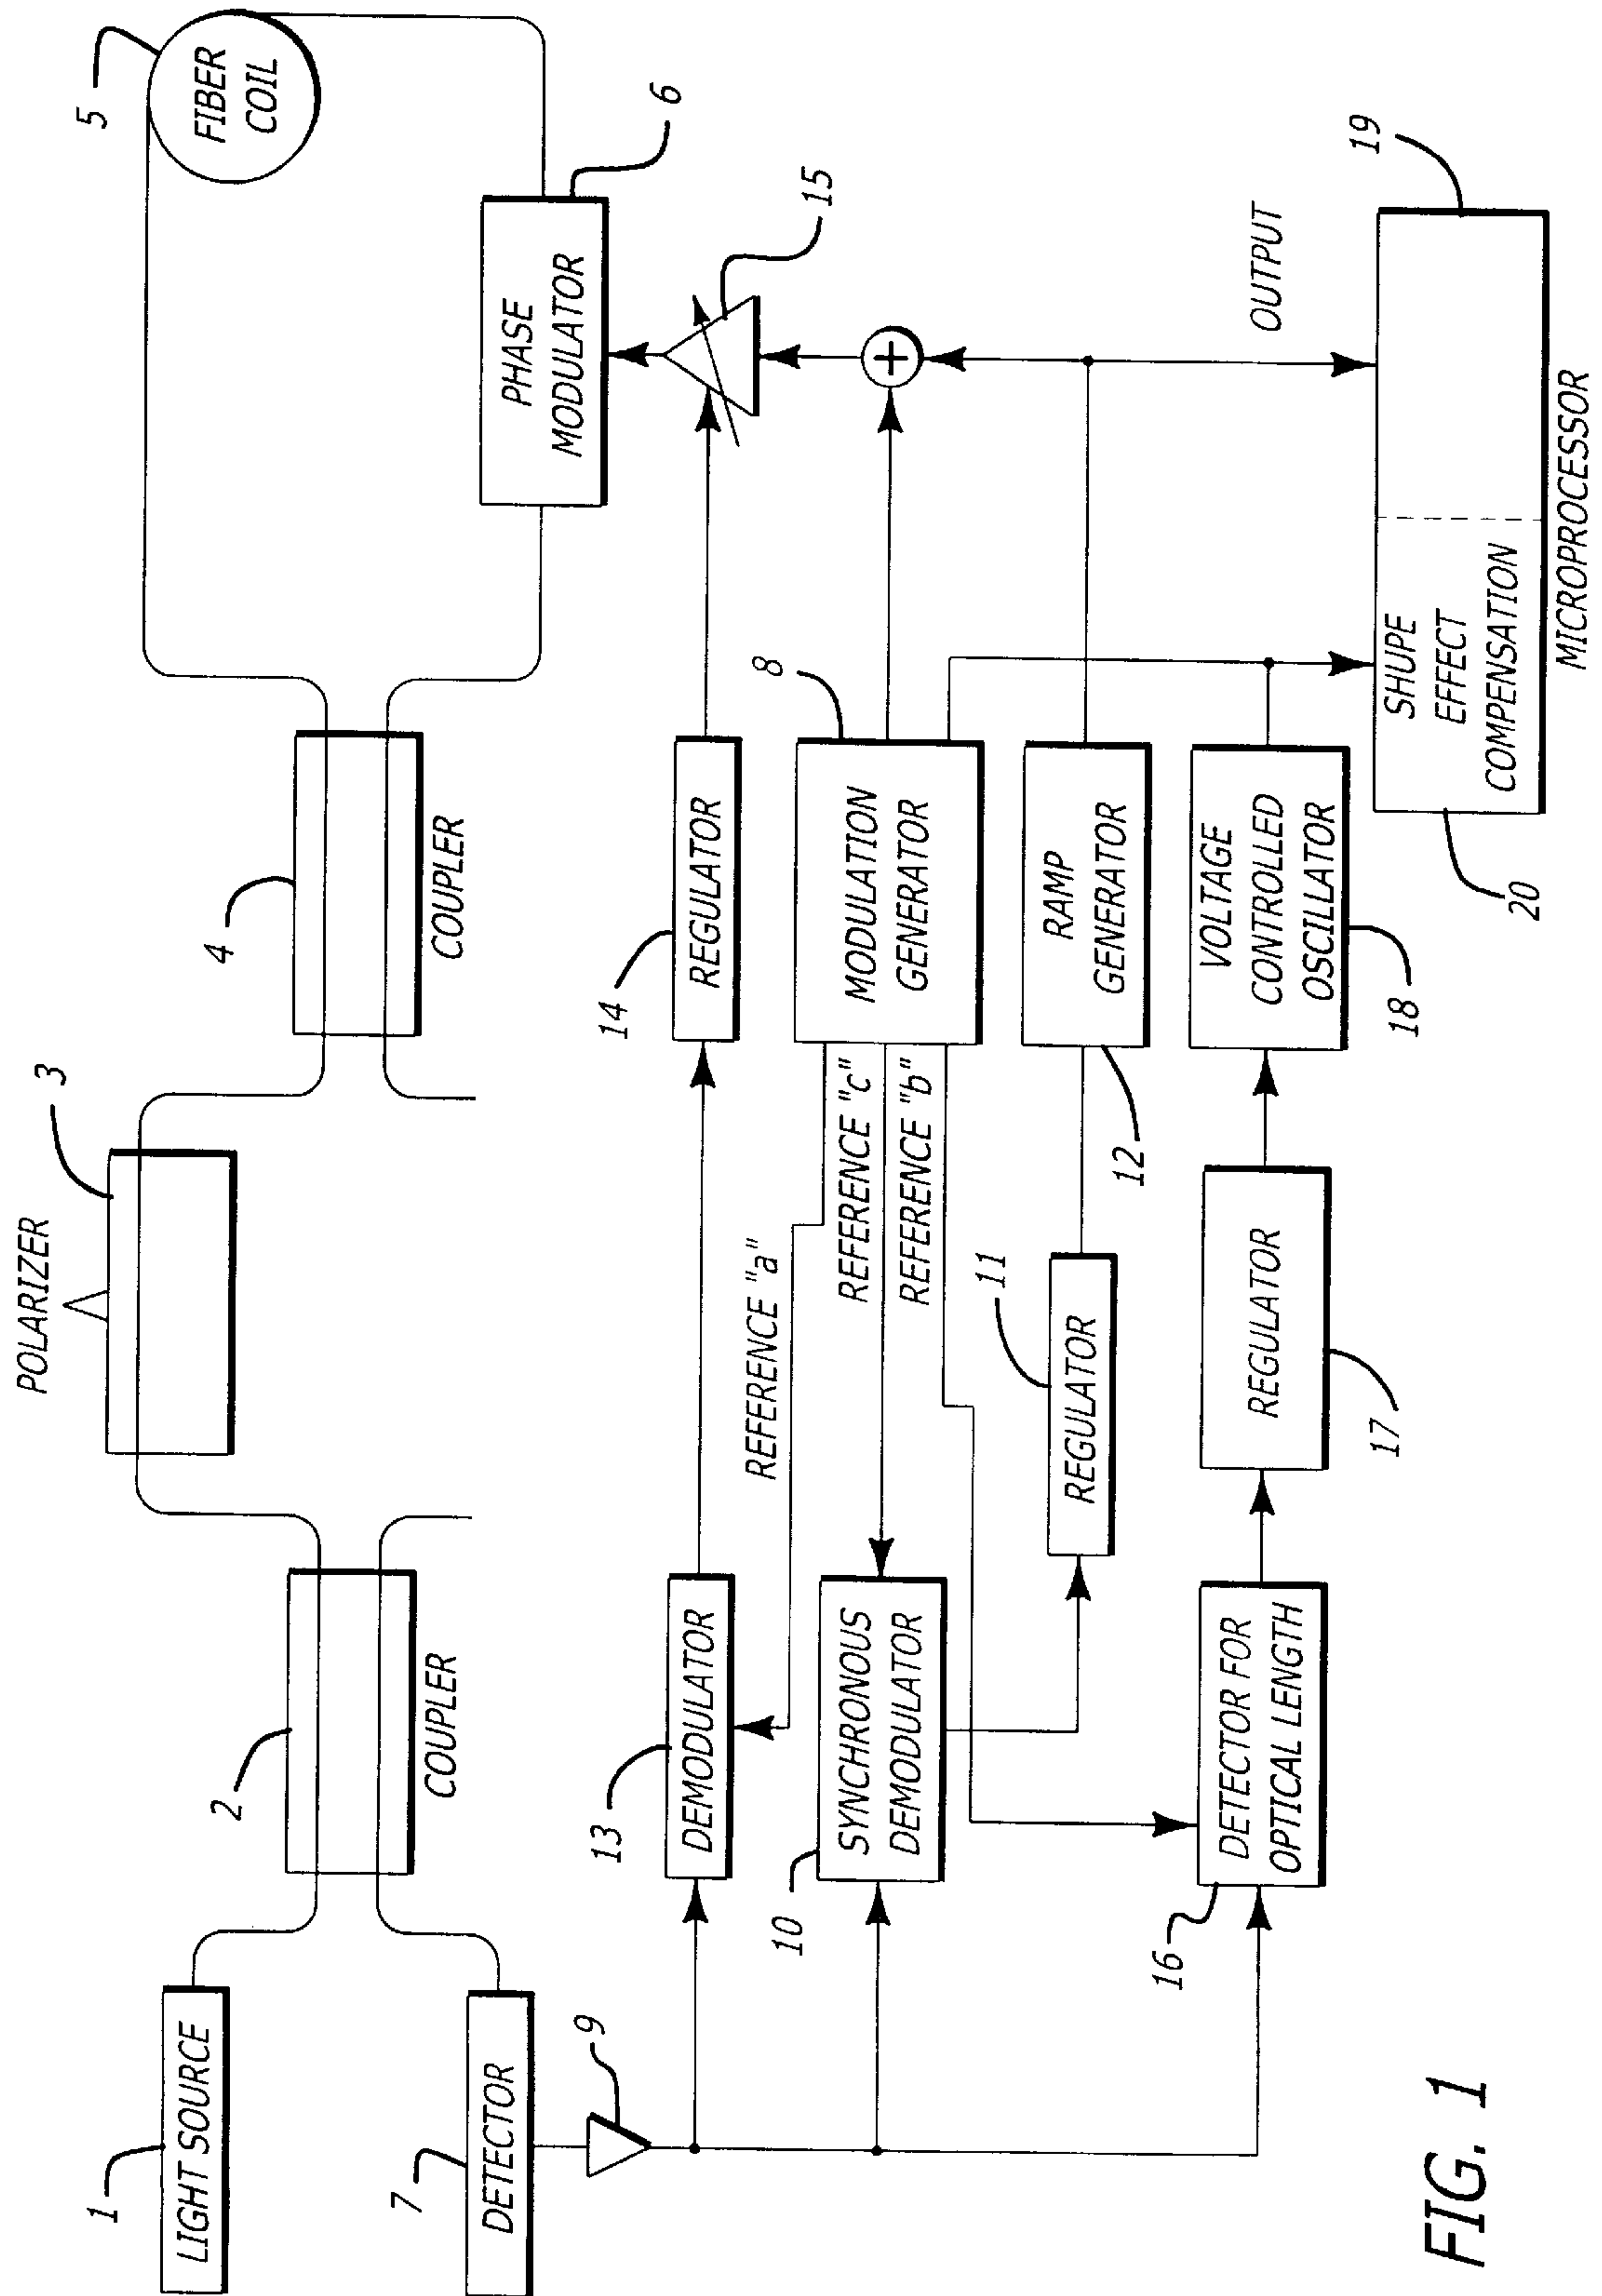 POLARIZER
3
5
FIBER
COIL
1
LIGHT SOURCE
2
COUPLER
4
COUPLER
PHASE
MODULATOR
6
7
DETECTOR
9
13
DEMODULATOR
14
REGULATOR
15
REFERENCE "a"
8
MODULATION
GENERATOR
REFERENCE "c"
REFERENCE "b"
10
SYNCHRONOUS
DEMODULATOR
11
REGULATOR
12
RAMP
GENERATOR
OUTPUT
16
DETECTOR FOR
OPTICAL LENGTH
17
REGULATOR
18
VOLTAGE
CONTROLLED
OSCILLATOR
19
20
SHUPE
EFFECT
COMPENSATION
MICROPROCESSOR
FIG. 1